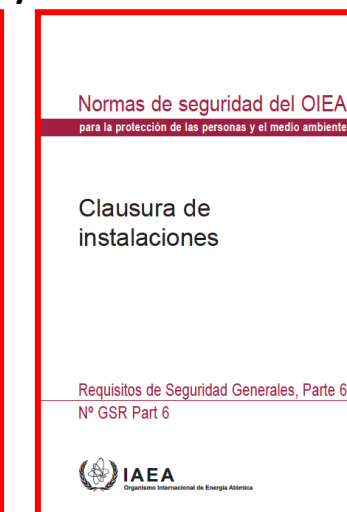 Normas de seguridad del OIEA
para la protección de las personas y el medio ambiente
Clausura de
instalaciones
Requisitos de Seguridad Generales, Parte 6
Nº GSR Part 6
IAEA
Organismo Internacional de Energía Atómica